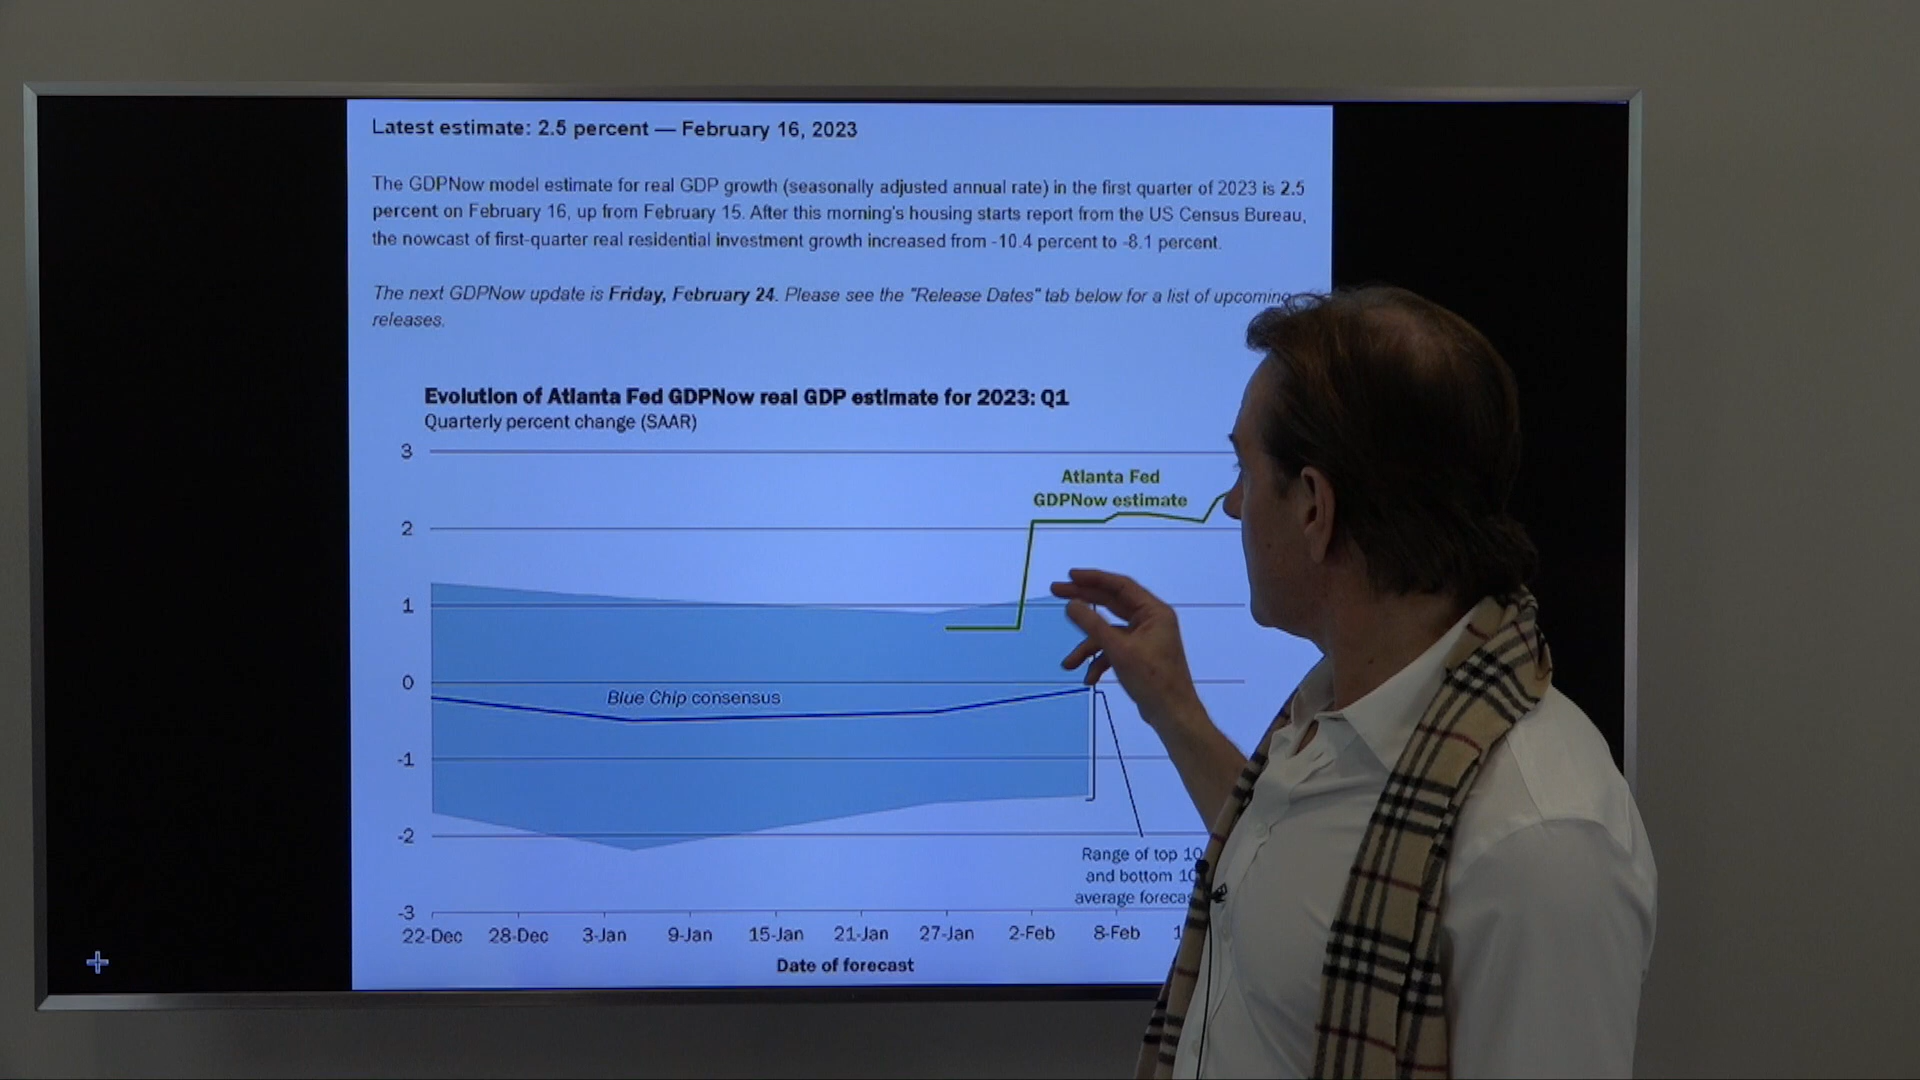 Latest estimate: 2.5 percent — February 16, 2023
The GDPNow model estimate for real GDP growth (seasonally adjusted annual rate) in the first quarter of 2023 is 2.5
percent on February 16, up from February 15. After this morning's housing starts report from the US Census Bureau,
the nowcast of first-quarter real residential investment growth increased from -10.4 percent to -8.1 percent.
The next GDPNow update is Friday, February 24. Please see the "Release Dates" tab below for a list of upcoming
releases.
Evolution of Atlanta Fed GDPNow real GDP estimate for 2023: Q1
Quarterly percent change (SAAR)
3
Atlanta Fed
GDPNow estimate
2
1
0
Blue Chip consensus
-1
-2
Range of top 10
and bottom 10
average
-3
22-Dec 28-Dec 3-Jan 9-Jan 15-Jan 21-Jan 27-Jan 2-Feb 8-Feb
Date of forecast